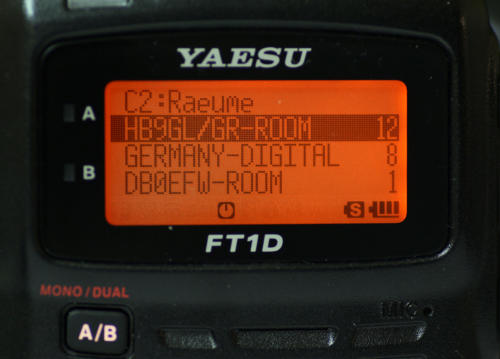 YAESU
A
B
C2:Raeume
HB9GL/GR-ROOM 12
GERMANY-DIGITAL 8
DB0EFW-ROOM 1
S
FT1D
MONO/DUAL
A/B
MIC